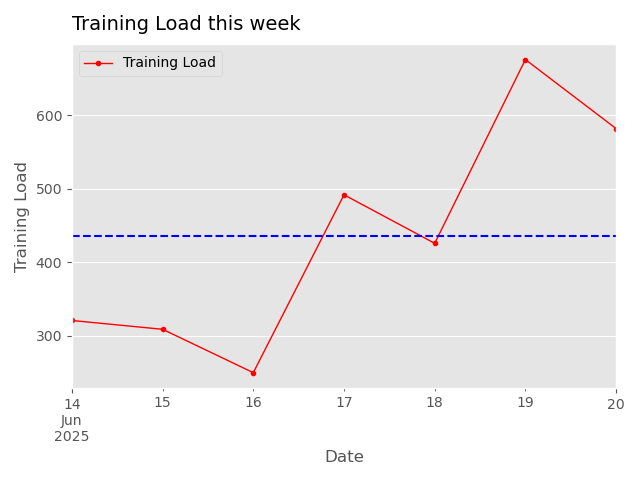 Training Load this week
Training Load
Training Load
600
500
400
300
14 15 16 17 18 19 20
Jun
2025
Date